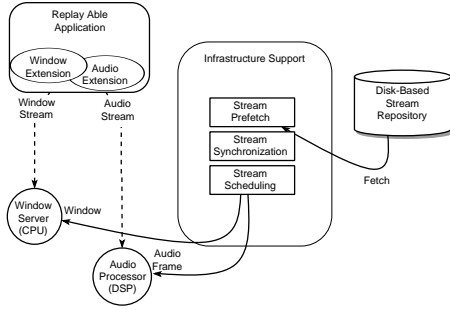 Replay Able
Application
Window
Extension
Audio
Extension
Window
Stream
Audio
Stream
Infrastructure Support
Stream
Prefetch
Stream
Synchronization
Stream
Scheduling
Disk-Based
Stream
Repository
Fetch
Window
Server
(CPU)
Window
Audio
Frame
Audio
Processor
(DSP)